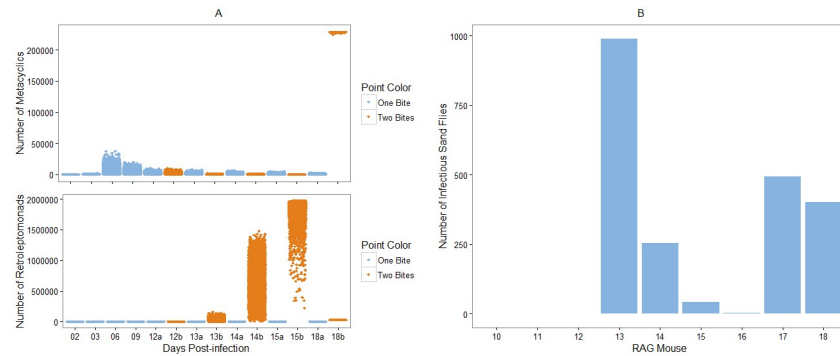 A
Number of Metacyclics
200000
150000
100000
50000
0
Point Color
One Bite
Two Bites
Number of Retroleptomonads
2000000
1500000
1000000
500000
0
Point Color
One Bite
Two Bites
02 03 06 09 12a 12b 13a 13b 14a 14b 15a 15b 18a 18b
Days Post-infection
B
Number of Infectious Sand Flies
1000
750
500
250
0
10 11 12 13 14 15 16 17 18
RAG Mouse